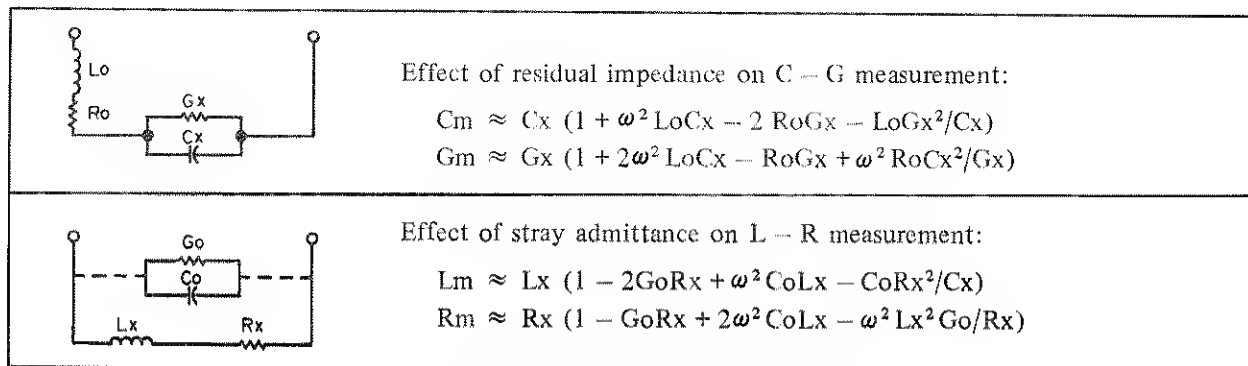 Lo
Ro
Gx
Cx
Effect of residual impedance on C – G measurement:
Cm ≈ Cx (1 + ω² LoCx – 2 RoGx – LoGx²/Cx)
Gm ≈ Gx (1 + 2ω² LoCx – RoGx + ω² RoCx²/Gx)
Go
Co
Lx
Rx
Effect of stray admittance on L – R measurement:
Lm ≈ Lx (1 – 2GoRx + ω² CoLx – CoRx²/Cx)
Rm ≈ Rx (1 – GoRx + 2ω² CoLx – ω² Lx² Go/Rx)